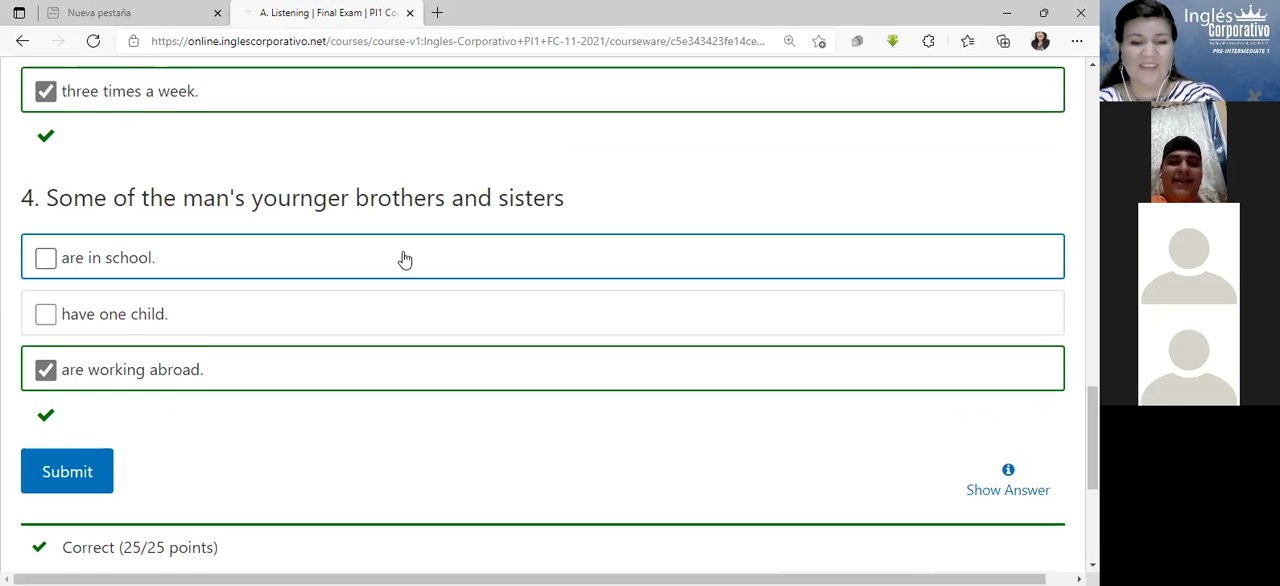 Nueva pestaña
A. Listening | Final Exam | PI1 Co
https://online.inglescorporativo.net/courses/course-v1:Ingles-Corporativo+PI1+FC-11-2021/courseware/c5e343423fe14ce...
Inglés
Corporativo
PRE-INTERMEDIATE 1
three times a week.
4. Some of the man's yournger brothers and sisters
are in school.
have one child.
are working abroad.
Submit
Show Answer
Correct (25/25 points)